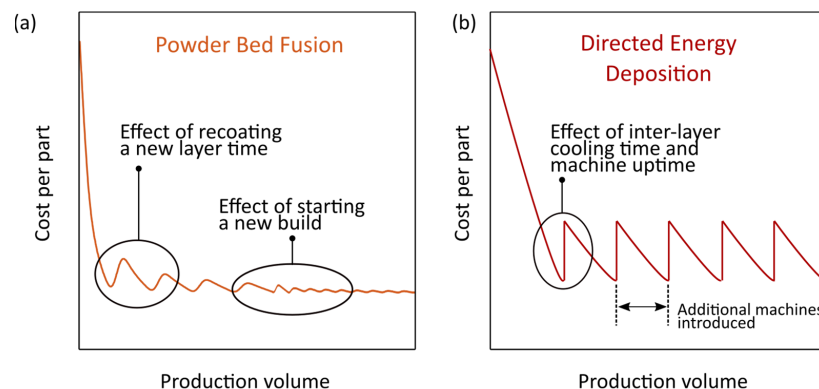 (a)
Powder Bed Fusion
Effect of recoating
a new layer time
Effect of starting
a new build
Cost per part
Production volume
(b)
Directed Energy
Deposition
Effect of inter-layer
cooling time and
machine uptime
Additional machines
introduced
Cost per part
Production volume